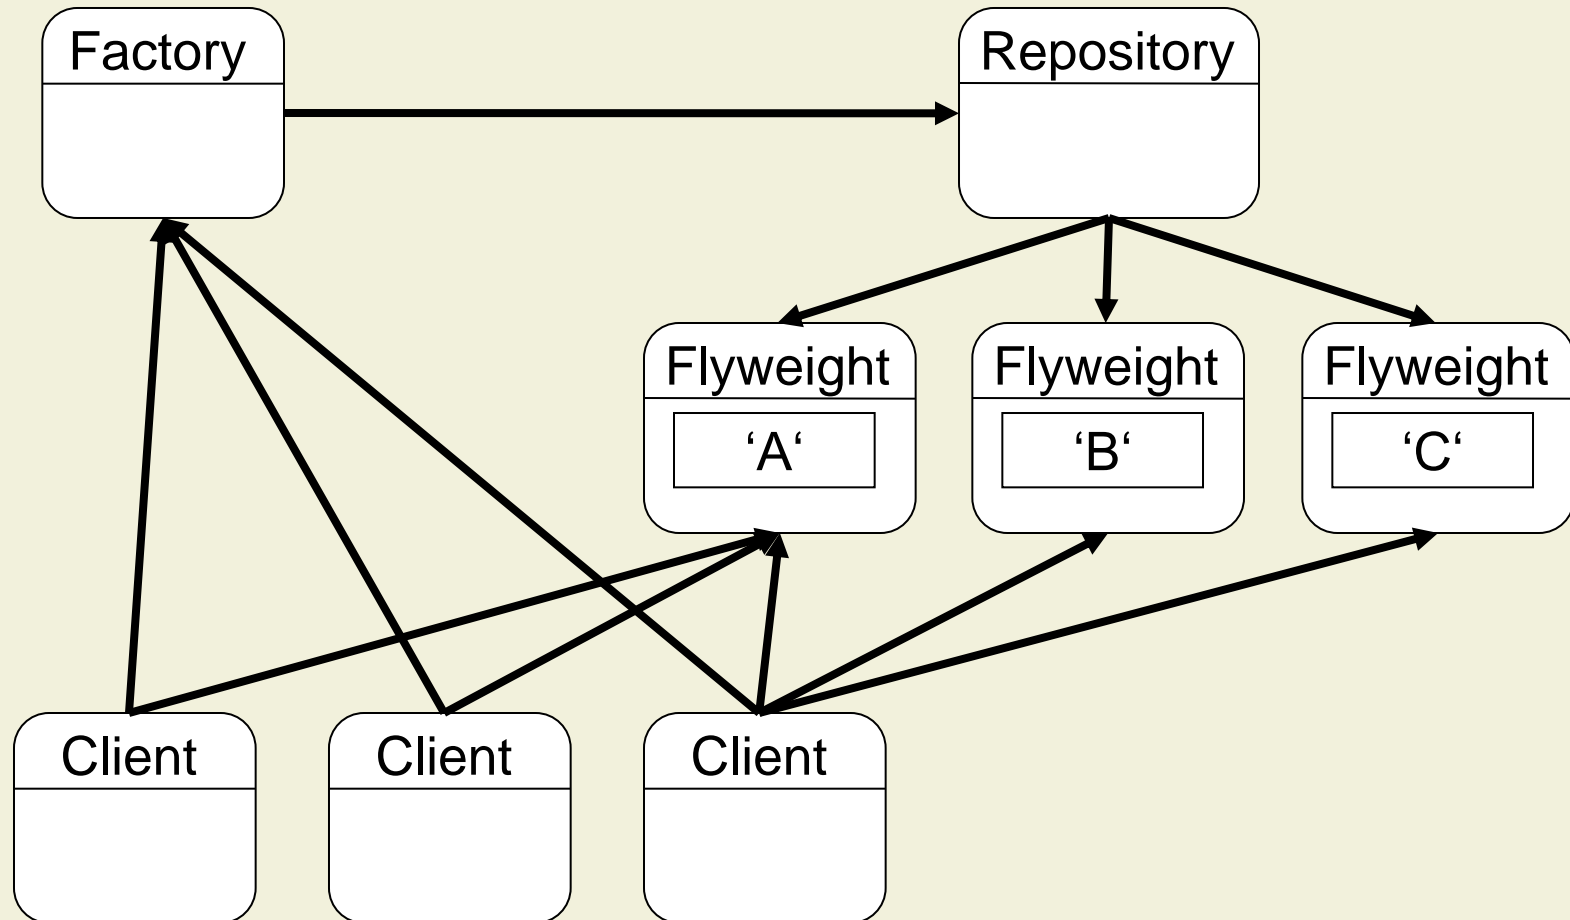 Factory
Repository
Flyweight
Flyweight
Flyweight
‘A‘
‘B‘
‘C‘
Client
Client
Client